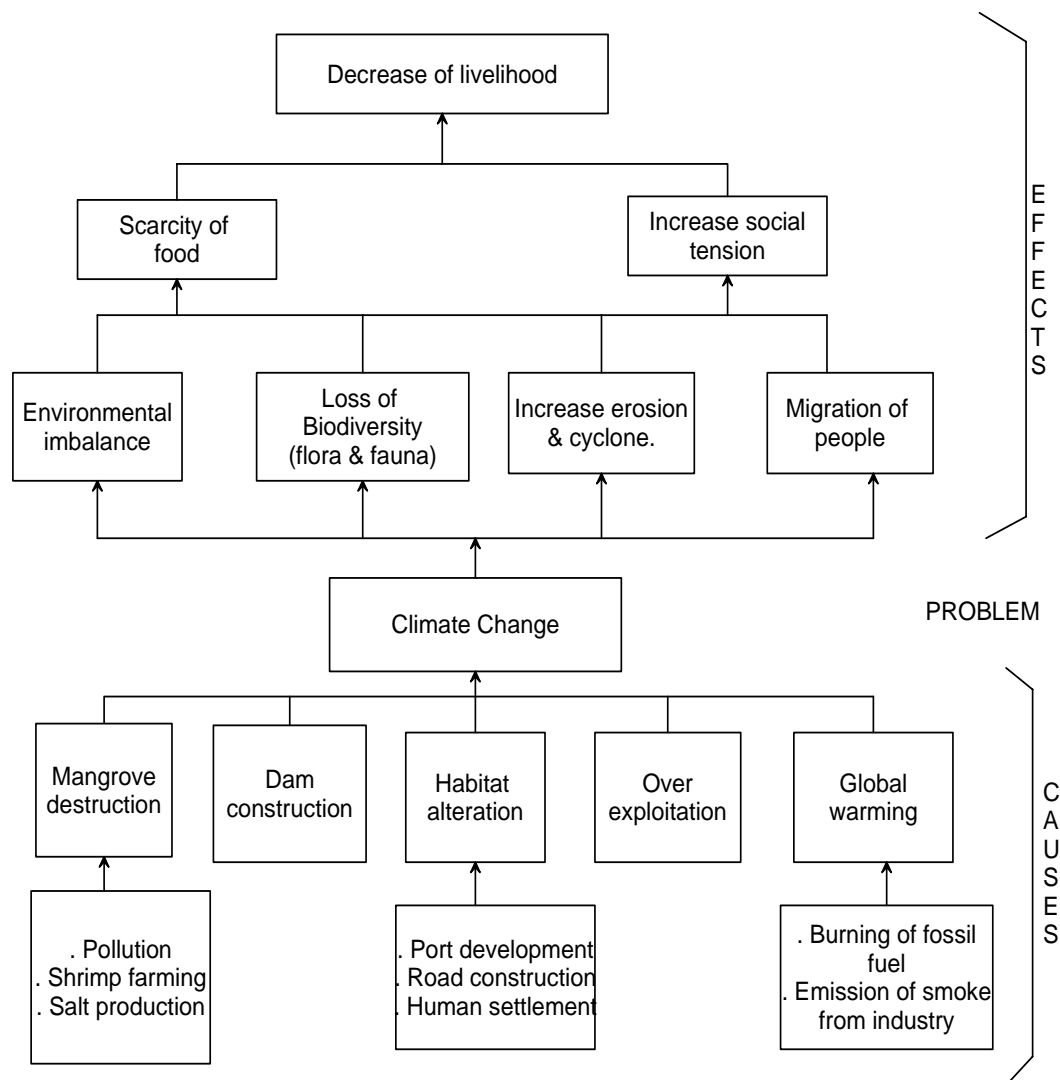 Decrease of livelihood
Scarcity of
food
Increase social
tension
E
F
F
E
C
T
S
Environmental
imbalance
Loss of
Biodiversity
(flora & fauna)
Increase erosion
& cyclone.
Migration of
people
Climate Change
PROBLEM
Mangrove
destruction
Dam
construction
Habitat
alteration
Over
exploitation
Global
warming
C
A
U
S
E
S
. Pollution
. Shrimp farming
. Salt production
. Port development
. Road construction
. Human settlement
. Burning of fossil
fuel
. Emission of smoke
from industry